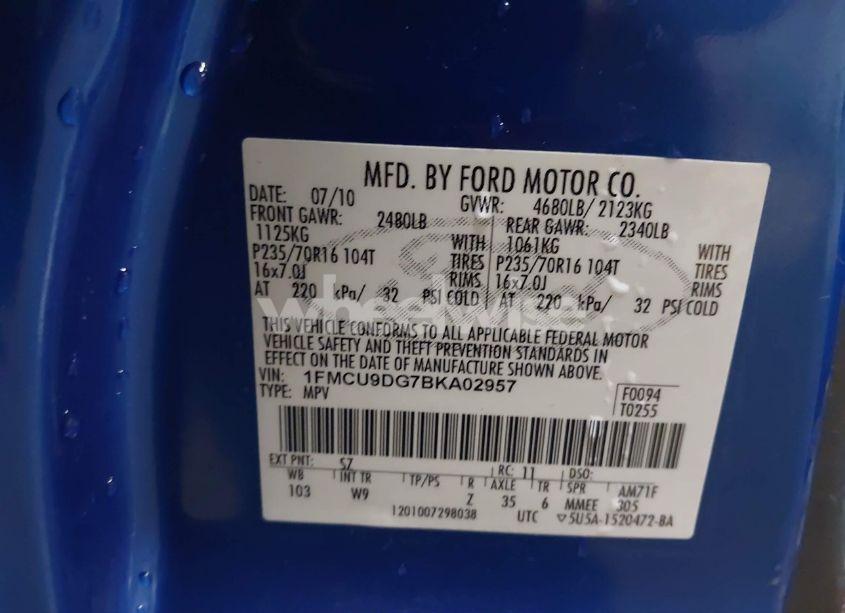 MFD. BY FORD MOTOR CO.
DATE: 07/10 GVWR: 4680LB/ 2123KG
FRONT GAWR: 2480LB REAR GAWR: 2340LB
1125KG WITH 1061KG WITH
P235/70R16 104T TIRES P235/70R16 104T TIRES
16x7.0J RIMS 16x7.0J RIMS
AT 220 kPa/ 32 PSI COLD AT 220 kPa/ 32 PSI COLD
wheelwise
THIS VEHICLE CONFORMS TO ALL APPLICABLE FEDERAL MOTOR
VEHICLE SAFETY AND THEFT PREVENTION STANDARDS IN
EFFECT ON THE DATE OF MANUFACTURE SHOWN ABOVE.
VIN: 1FMCU9DG7BKA02957 F0094
TYPE: MPV T0255
EXT PNT: SZ RC: 11 DSO:
WB INT TR TP/PS R AXLE TR SPR AM71F
103 W9 Z 35 6 MMEE 305
1201007298038 UTC ▽5U5A-1520472-BA